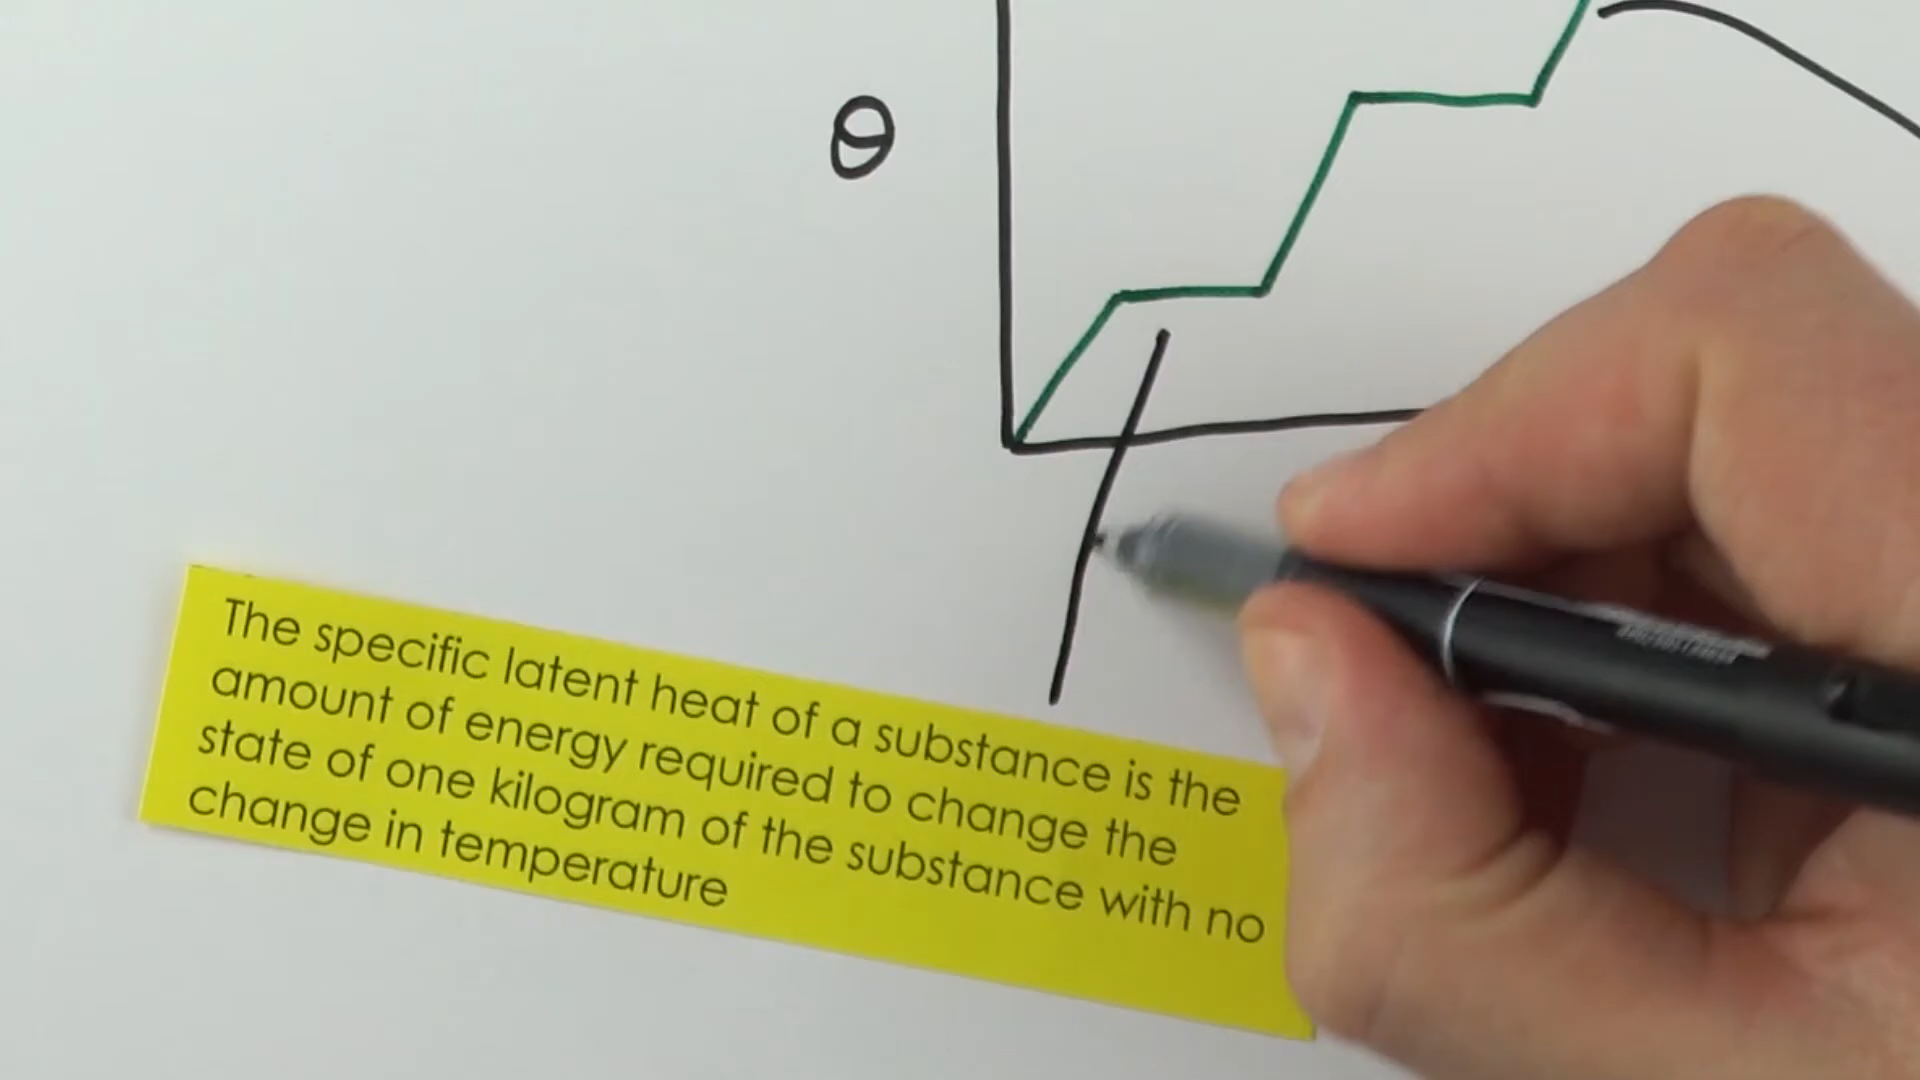 θ
The specific latent heat of a substance is the
amount of energy required to change the
state of one kilogram of the substance with no
change in temperature